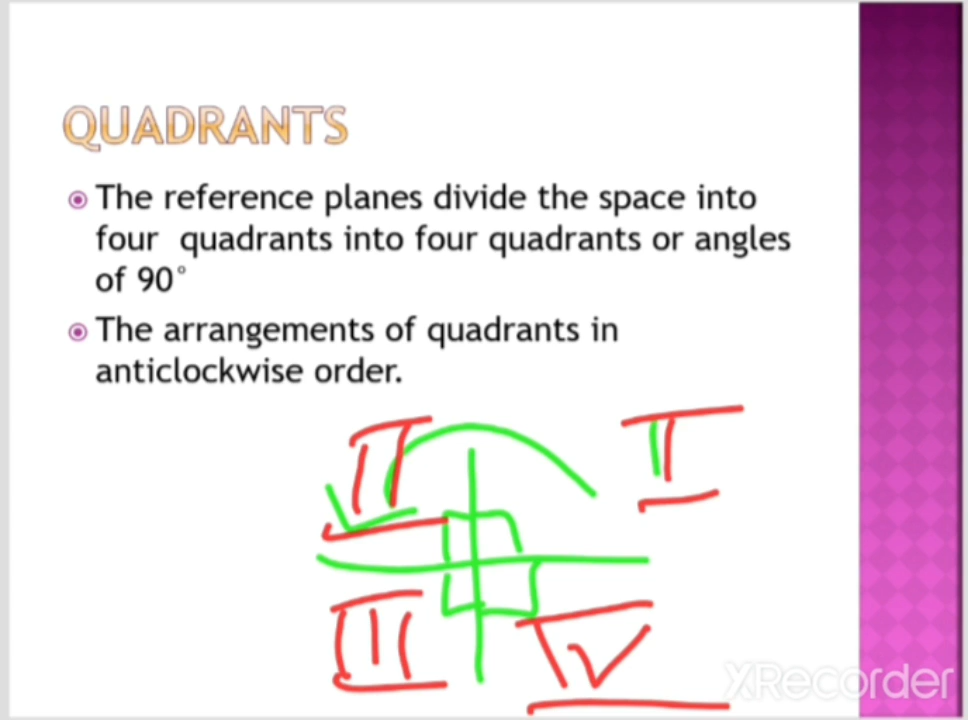 QUADRANTS
The reference planes divide the space into
four quadrants into four quadrants or angles
of 90°
The arrangements of quadrants in
anticlockwise order.
II I
III IV
XRecorder